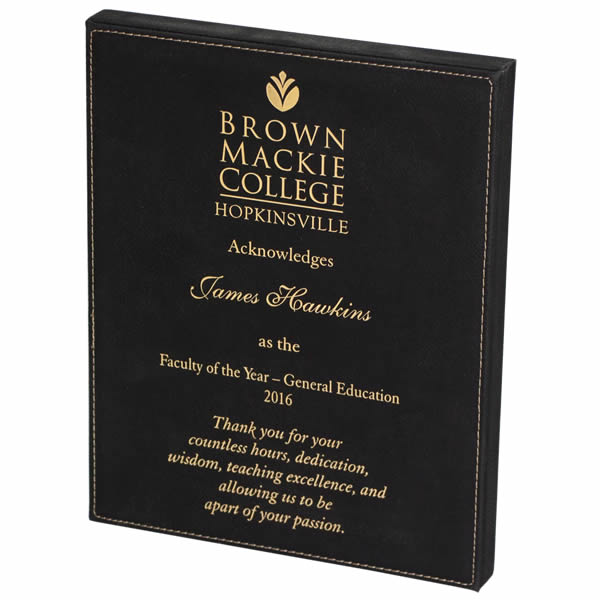 BROWN
MACKIE
COLLEGE
HOPKINSVILLE
Acknowledges
James Hawkins
as the
Faculty of the Year – General Education
2016
Thank you for your
countless hours, dedication,
wisdom, teaching excellence, and
allowing us to be
apart of your passion.